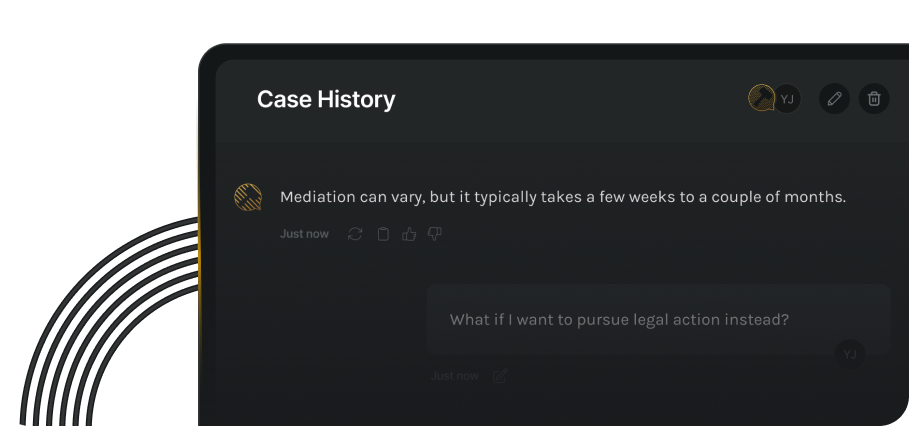 Case History
YJ
Mediation can vary, but it typically takes a few weeks to a couple of months.
Just now
What if I want to pursue legal action instead?
YJ
Just now